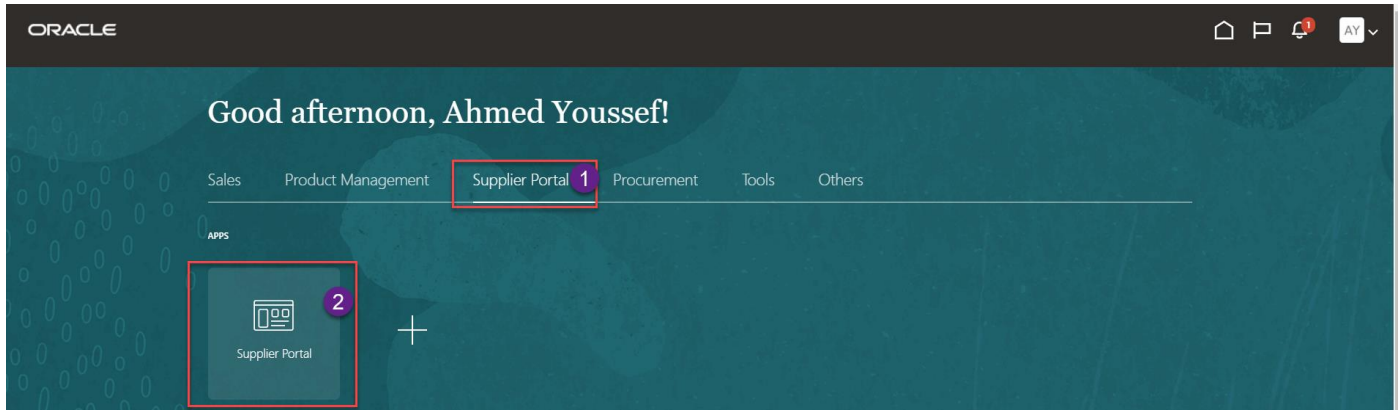 ORACLE
1
AY
Good afternoon, Ahmed Youssef!
Sales Product Management Supplier Portal 1 Procurement Tools Others
APPS
2
Supplier Portal